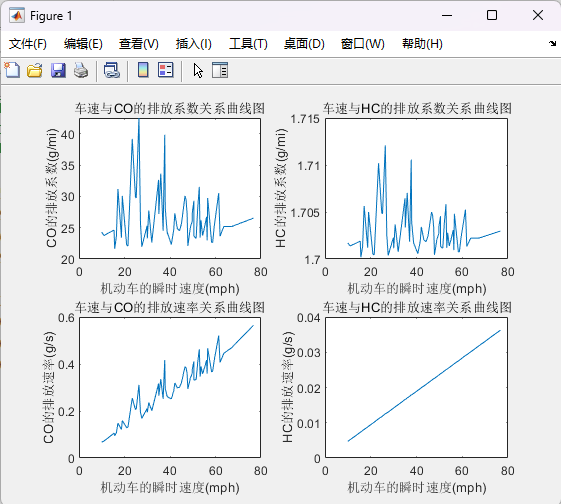 Figure 1
文件(F) 编辑(E) 查看(V) 插入(I) 工具(T) 桌面(D) 窗口(W) 帮助(H)
车速与CO的排放系数关系曲线图
CO的排放系数(g/mi)
40
35
30
25
20
0 20 40 60 80
机动车的瞬时速度(mph)
车速与HC的排放系数关系曲线图
HC的排放系数(g/mi)
1.715
1.71
1.705
1.7
0 20 40 60 80
机动车的瞬时速度(mph)
车速与CO的排放速率关系曲线图
CO的排放速率(g/s)
0.6
0.4
0.2
0
0 20 40 60 80
机动车的瞬时速度(mph)
车速与HC的排放速率关系曲线图
HC的排放速率(g/s)
0.04
0.03
0.02
0.01
0
0 20 40 60 80
机动车的瞬时速度(mph)